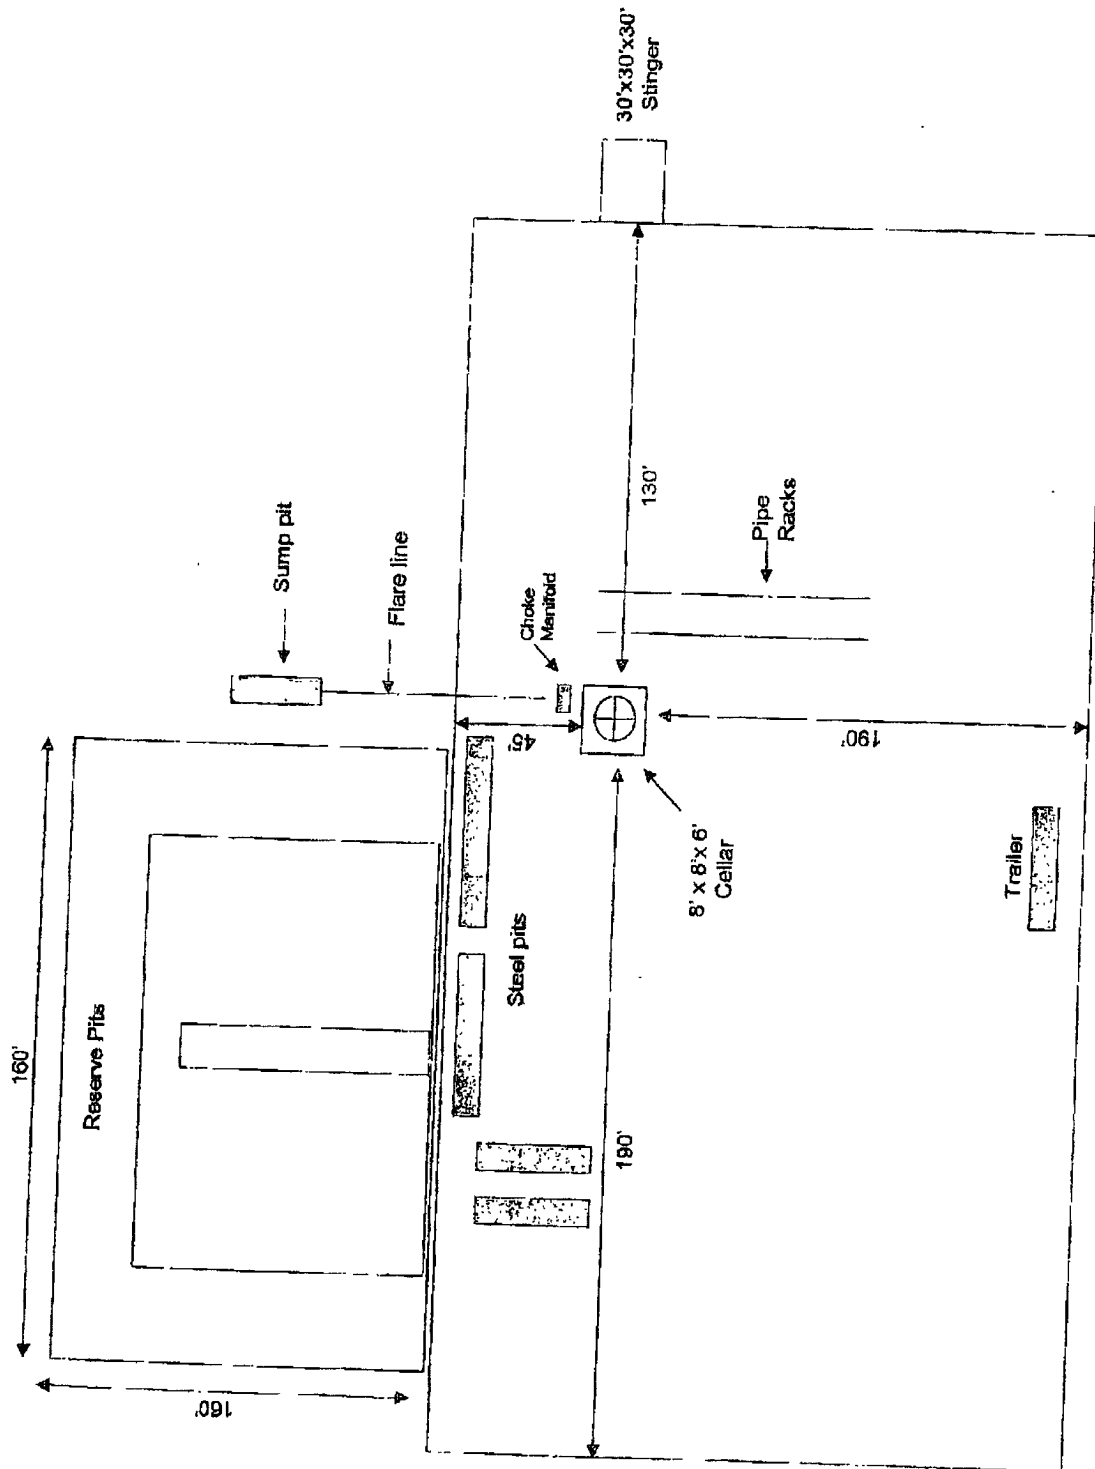 30'x30'x30'
Stinger
Sump pit
Flare line
130'
Pipe
Racks
Choke
Manifold
45'
190'
160'
Reserve Pits
Steel pits
8' x 8'x 6'
Cellar
Trailer
190'
160'